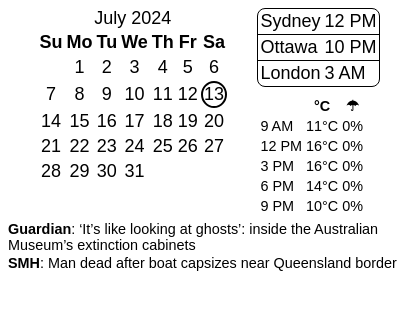 July 2024
Su Mo Tu We Th Fr Sa
1 2 3 4 5 6
7 8 9 10 11 12 13
14 15 16 17 18 19 20
21 22 23 24 25 26 27
28 29 30 31
Sydney 12 PM
Ottawa 10 PM
London 3 AM
°C ☂
9 AM 11°C 0%
12 PM 16°C 0%
3 PM 16°C 0%
6 PM 14°C 0%
9 PM 10°C 0%
Guardian: ‘It’s like looking at ghosts’: inside the Australian
Museum’s extinction cabinets
SMH: Man dead after boat capsizes near Queensland border